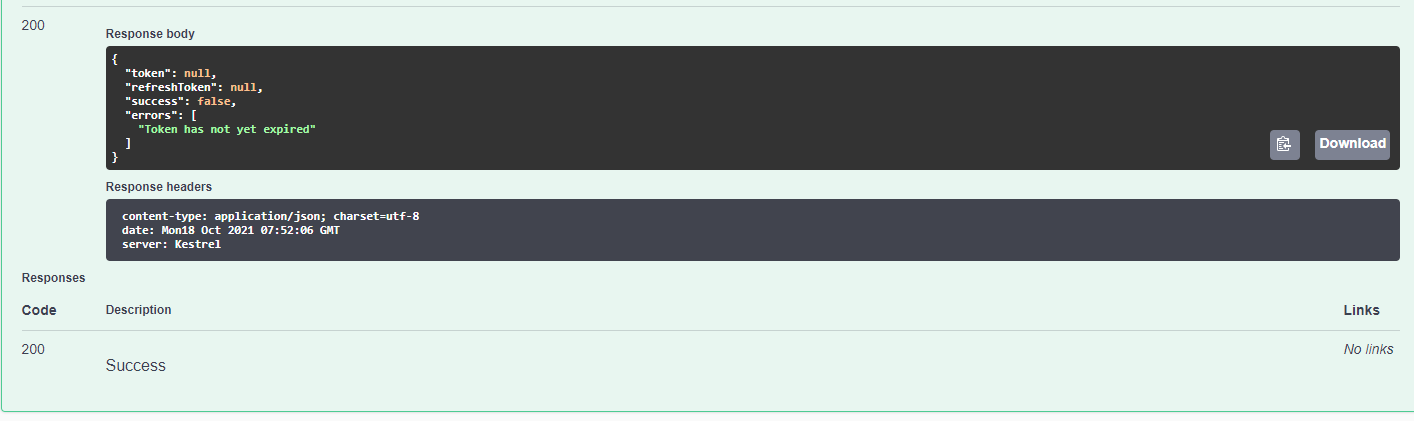 200
Response body
{
  "token": null,
  "refreshToken": null,
  "success": false,
  "errors": [
    "Token has not yet expired"
  ]
}
Download
Response headers
content-type: application/json; charset=utf-8
date: Mon18 Oct 2021 07:52:06 GMT
server: Kestrel
Responses
Code Description Links
200 Success No links